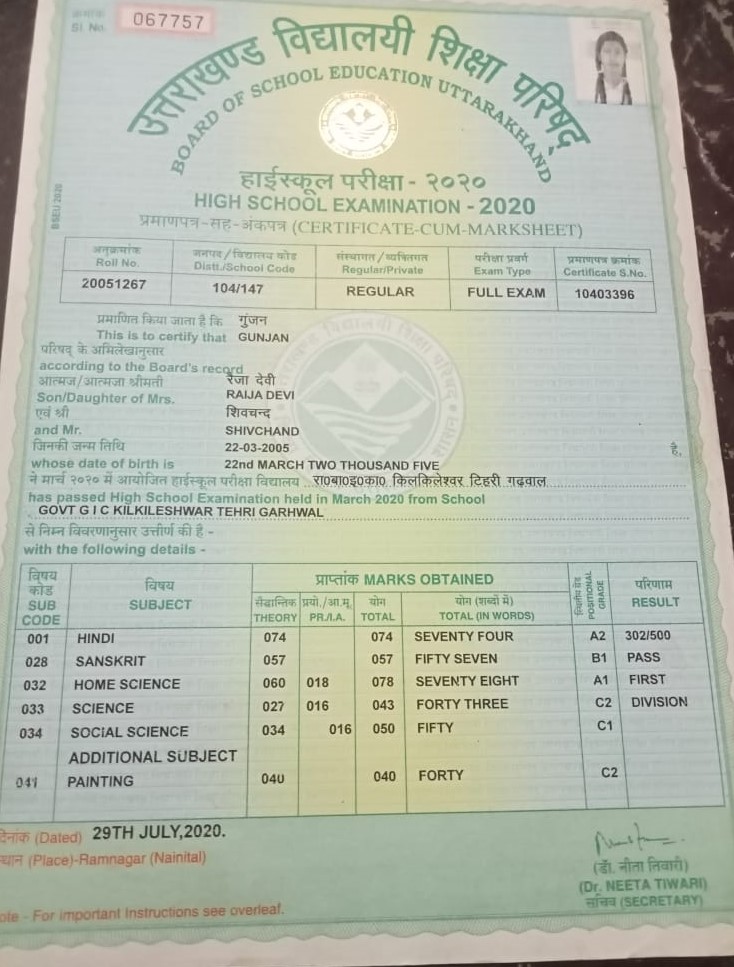 क्रमांक
Sl. No. 067757
उत्तराखण्ड विद्यालयी शिक्षा परिषद्
BOARD OF SCHOOL EDUCATION UTTARAKHAND
BSEU 2020
हाईस्कूल परीक्षा - २०२०
HIGH SCHOOL EXAMINATION - 2020
प्रमाणपत्र-सह-अंकपत्र (CERTIFICATE-CUM-MARKSHEET)
अनुक्रमांक जनपद/विद्यालय कोड संस्थागत/व्यक्तिगत परीक्षा प्रवर्ग प्रमाणपत्र क्रमांक
Roll No. Distt./School Code Regular/Private Exam Type Certificate S.No.
20051267 104/147 REGULAR FULL EXAM 10403396
प्रमाणित किया जाता है कि गुंजन
This is to certify that GUNJAN
परिषद् के अभिलेखानुसार
according to the Board's record
आत्मज/आत्मजा श्रीमती रैजा देवी
Son/Daughter of Mrs. RAIJA DEVI
एवं श्री शिवचन्द
and Mr. SHIVCHAND
जिनकी जन्म तिथि 22-03-2005 है,
whose date of birth is 22nd MARCH TWO THOUSAND FIVE
ने मार्च २०२० में आयोजित हाईस्कूल परीक्षा विद्यालय रा०बा०इ०का० किलकिलेश्वर टिहरी गढ़वाल
has passed High School Examination held in March 2020 from School
GOVT G I C KILKILESHWAR TEHRI GARHWAL
से निम्न विवरणानुसार उत्तीर्ण की है -
with the following details -
विषय कोड विषय प्राप्तांक MARKS OBTAINED परिणाम
SUB CODE SUBJECT POSITIONAL GRADE RESULT
सैद्धान्तिक प्रयो./आ.मू. योग योग (शब्दों में)
THEORY PR/I.A. TOTAL TOTAL (IN WORDS)
001 HINDI 074 074 SEVENTY FOUR A2 302/500
028 SANSKRIT 057 057 FIFTY SEVEN B1 PASS
032 HOME SCIENCE 060 018 078 SEVENTY EIGHT A1 FIRST
033 SCIENCE 027 016 043 FORTY THREE C2 DIVISION
034 SOCIAL SCIENCE 034 016 050 FIFTY C1
ADDITIONAL SUBJECT
041 PAINTING 040 040 FORTY C2
दिनांक (Dated) 29TH JULY,2020.
(Place)-Ramnagar (Nainital)
(डॉ. नीता तिवारी)
(Dr. NEETA TIWARI)
सचिव (SECRETARY)
- For important Instructions see overleaf.